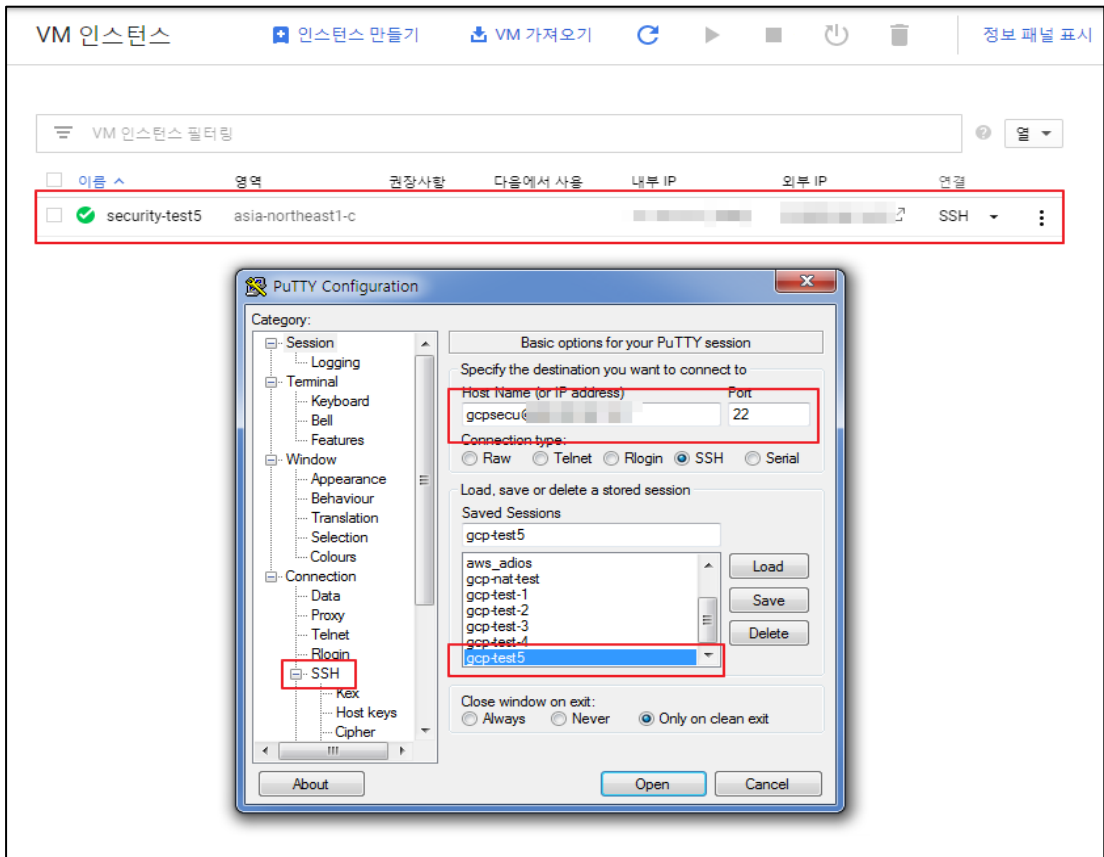 VM 인스턴스 인스턴스 만들기 VM 가져오기 정보 패널 표시
VM 인스턴스 필터링 열
이름 영역 권장사항 다음에서 사용 내부 IP 외부 IP 연결
security-test5 asia-northeast1-c SSH
PuTTY Configuration
Category:
Session
Logging
Terminal
Keyboard
Bell
Features
Window
Appearance
Behaviour
Translation
Selection
Colours
Connection
Data
Proxy
Telnet
Rlogin
SSH
Kex
Host keys
Cipher
Basic options for your PuTTY session
Specify the destination you want to connect to
Host Name (or IP address) Port
gcpsecu@ 22
Connection type:
Raw Telnet Rlogin SSH Serial
Load, save or delete a stored session
Saved Sessions
gcp-test5
aws_adios
gcp-nat-test
gcp-test-1
gcp-test-2
gcp-test-3
gcp-test-4
gcp-test5
Load
Save
Delete
Close window on exit:
Always Never Only on clean exit
About Open Cancel